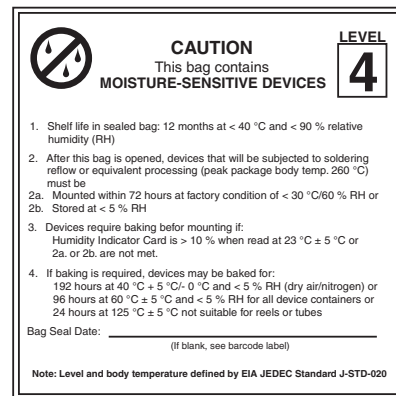 LEVEL
CAUTION
This bag contains
MOISTURE-SENSITIVE DEVICES
4
1. Shelf life in sealed bag: 12 months at < 40 °C and < 90 % relative
humidity (RH)
2. After this bag is opened, devices that will be subjected to soldering
reflow or equivalent processing (peak package body temp. 260 °C)
must be
2a. Mounted within 72 hours at factory condition of < 30 °C/60 % RH or
2b. Stored at < 5 % RH
3. Devices require baking befor mounting if:
Humidity Indicator Card is > 10 % when read at 23 °C ± 5 °C or
2a. or 2b. are not met.
4. If baking is required, devices may be baked for:
192 hours at 40 °C + 5 °C/- 0 °C and < 5 % RH (dry air/nitrogen) or
96 hours at 60 °C ± 5 °C and < 5 % RH for all device containers or
24 hours at 125 °C ± 5 °C not suitable for reels or tubes
Bag Seal Date:
(If blank, see barcode label)
Note: Level and body temperature defined by EIA JEDEC Standard J-STD-020